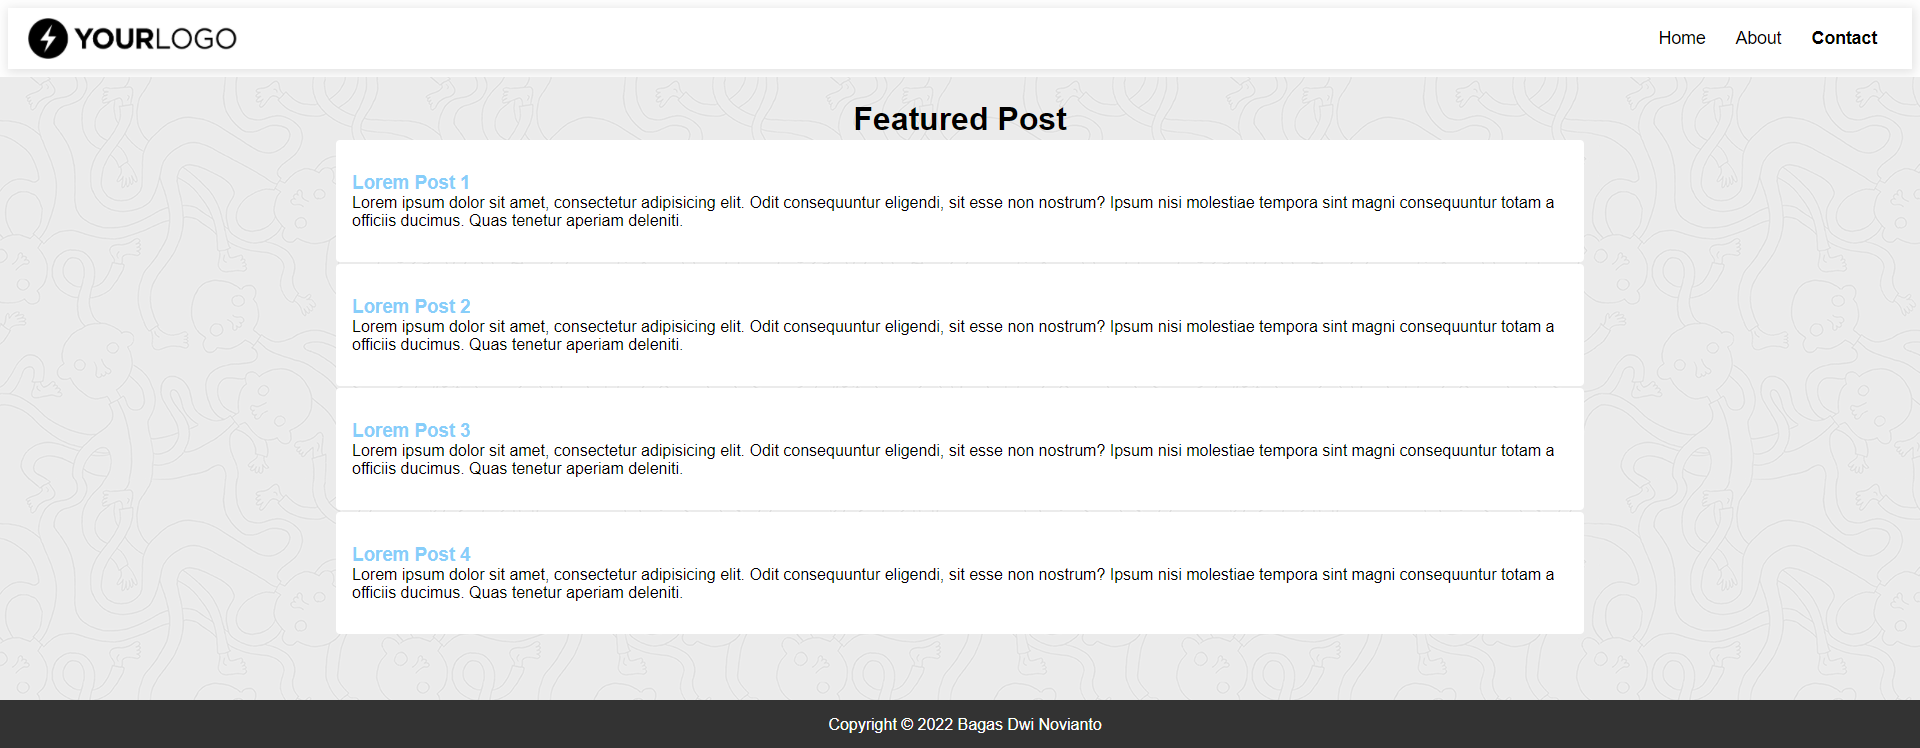 YOURLOGO
Home About Contact
Featured Post
Lorem Post 1
Lorem ipsum dolor sit amet, consectetur adipisicing elit. Odit consequuntur eligendi, sit esse non nostrum? Ipsum nisi molestiae tempora sint magni consequuntur totam a
officiis ducimus. Quas tenetur aperiam deleniti.
Lorem Post 2
Lorem ipsum dolor sit amet, consectetur adipisicing elit. Odit consequuntur eligendi, sit esse non nostrum? Ipsum nisi molestiae tempora sint magni consequuntur totam a
officiis ducimus. Quas tenetur aperiam deleniti.
Lorem Post 3
Lorem ipsum dolor sit amet, consectetur adipisicing elit. Odit consequuntur eligendi, sit esse non nostrum? Ipsum nisi molestiae tempora sint magni consequuntur totam a
officiis ducimus. Quas tenetur aperiam deleniti.
Lorem Post 4
Lorem ipsum dolor sit amet, consectetur adipisicing elit. Odit consequuntur eligendi, sit esse non nostrum? Ipsum nisi molestiae tempora sint magni consequuntur totam a
officiis ducimus. Quas tenetur aperiam deleniti.
Copyright © 2022 Bagas Dwi Novianto